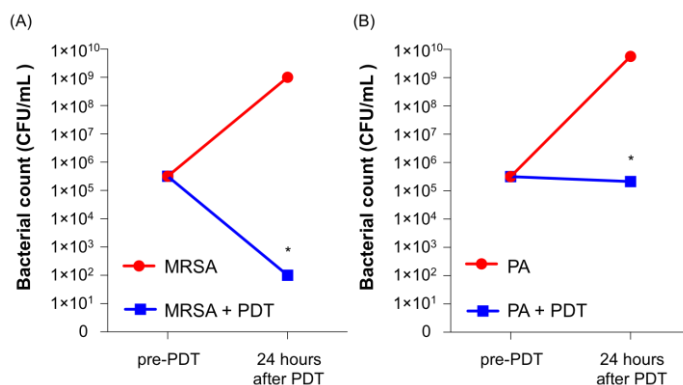 (A)
Bacterial count (CFU/mL )
1×10¹⁰
1×10⁹
1×10⁸
1×10⁷
1×10⁶
1×10⁵
1×10⁴
1×10³
1×10²
1×10¹
0
*
MRSA
MRSA + PDT
pre-PDT
24 hours
after PDT
(B)
Bacterial count (CFU/mL )
1×10¹⁰
1×10⁹
1×10⁸
1×10⁷
1×10⁶
1×10⁵
1×10⁴
1×10³
1×10²
1×10¹
0
*
PA
PA + PDT
pre-PDT
24 hours
after PDT